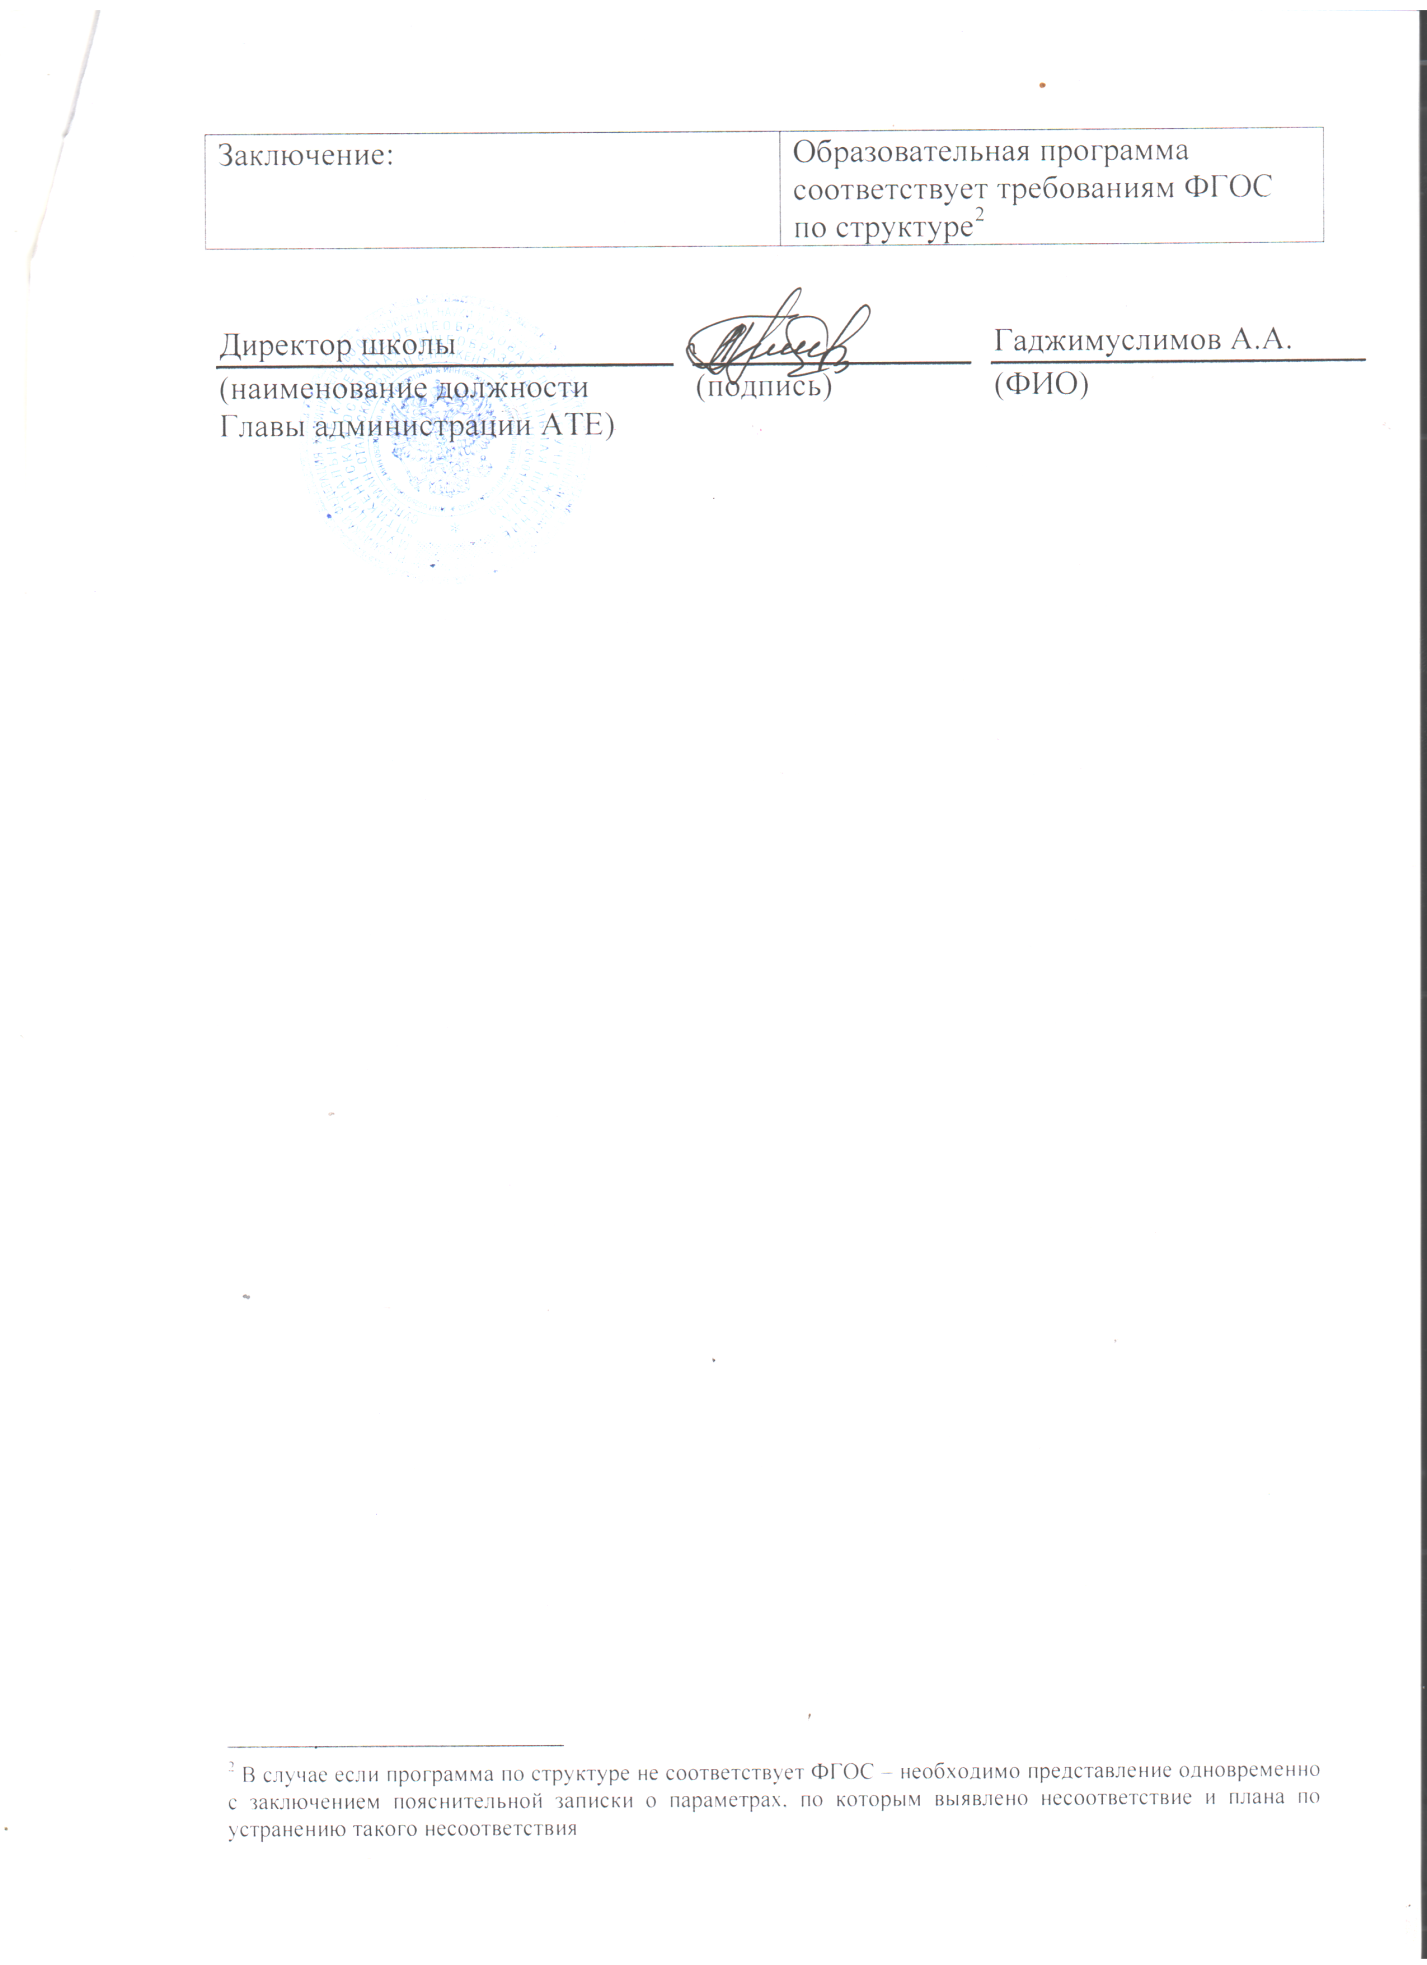 Заключение:
Образовательная программа
соответствует требованиям ФГОС
по структуре2
Директор школы
Гаджимуслимов А.А.
(наименование должности
Главы администрации АТЕ)
(подпись)
(ФИО)
2 В случае если программа по структуре не соответствует ФГОС – необходимо представление одновременно
с заключением пояснительной записки о параметрах, по которым выявлено несоответствие и плана по
устранению такого несоответствия